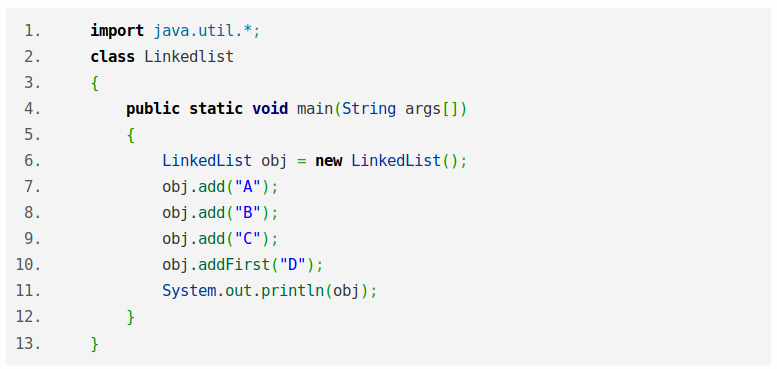 1. import java.util.*;
2. class Linkedlist
3. {
4. public static void main(String args[])
5. {
6. LinkedList obj = new LinkedList();
7. obj.add("A");
8. obj.add("B");
9. obj.add("C");
10. obj.addFirst("D");
11. System.out.println(obj);
12. }
13. }